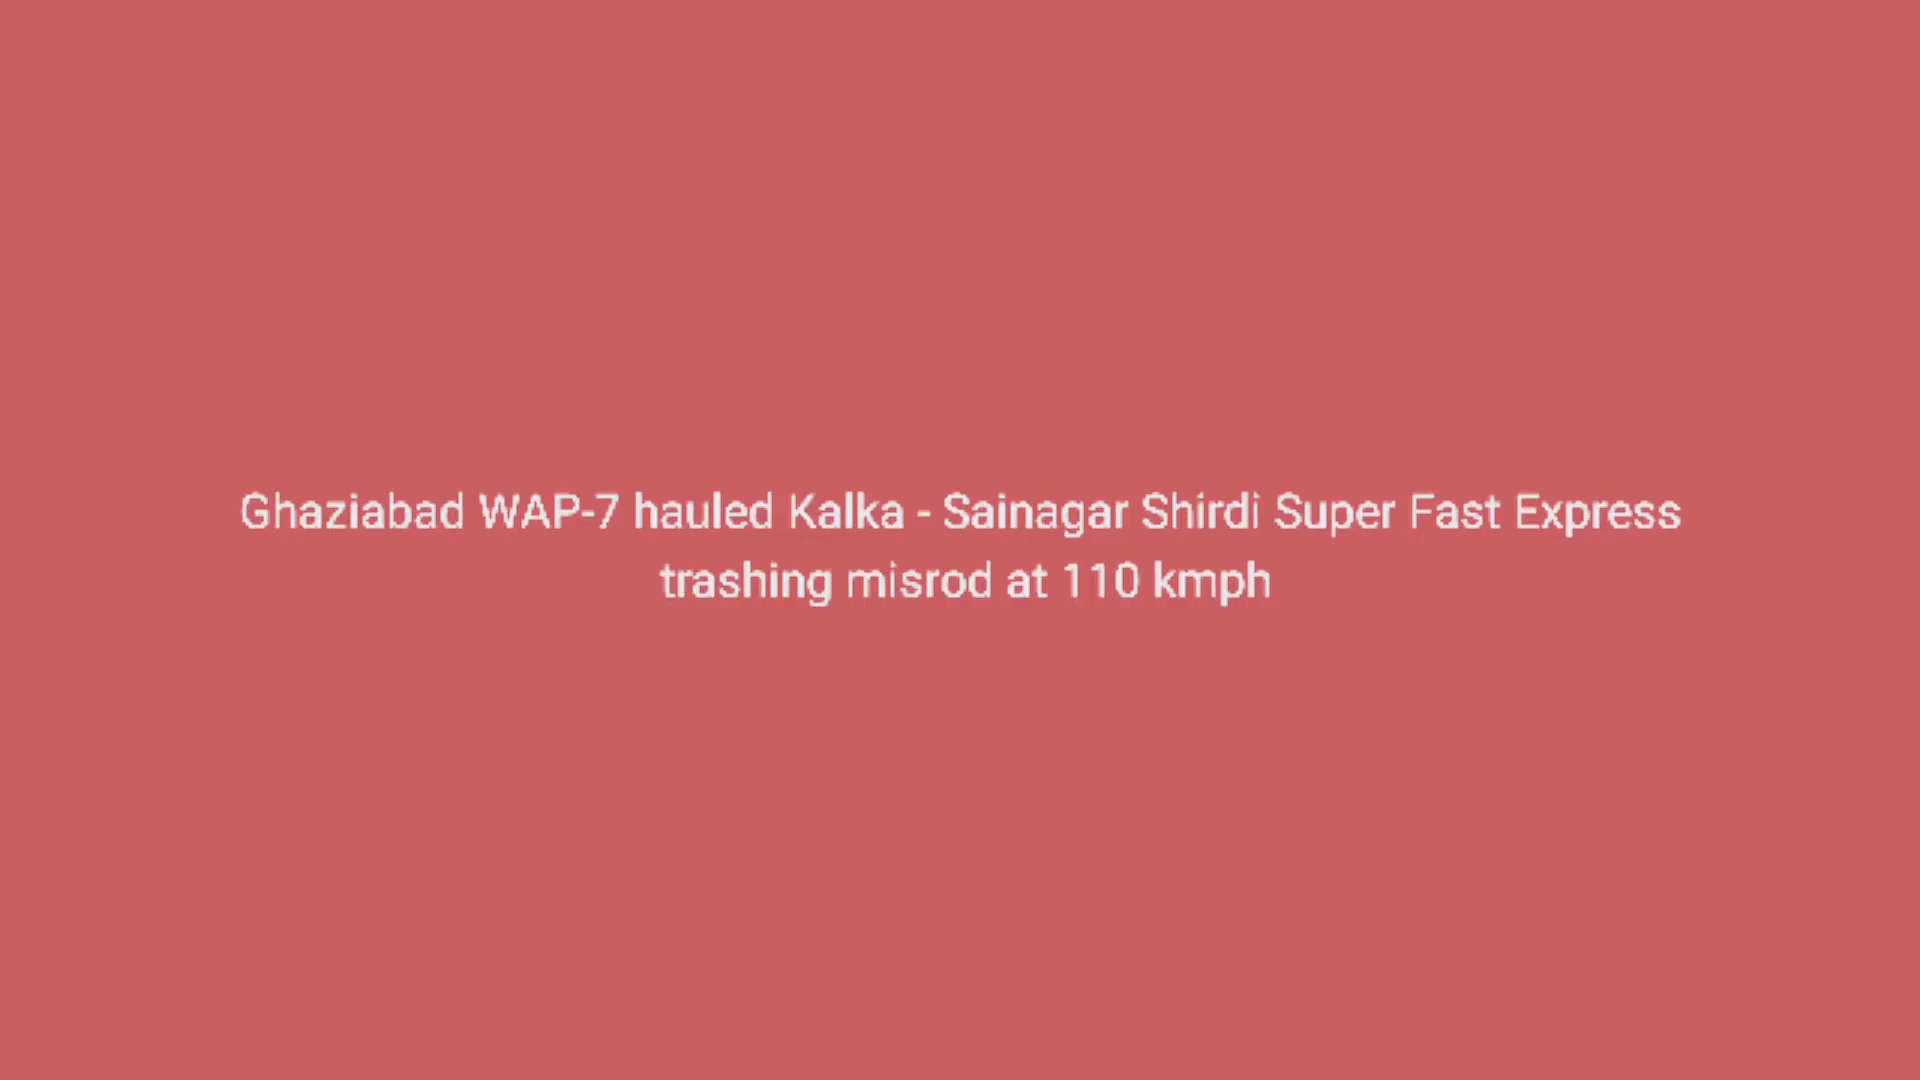 Ghaziabad WAP-7 hauled Kalka - Sainagar Shirdi Super Fast Express
trashing misrod at 110 kmph